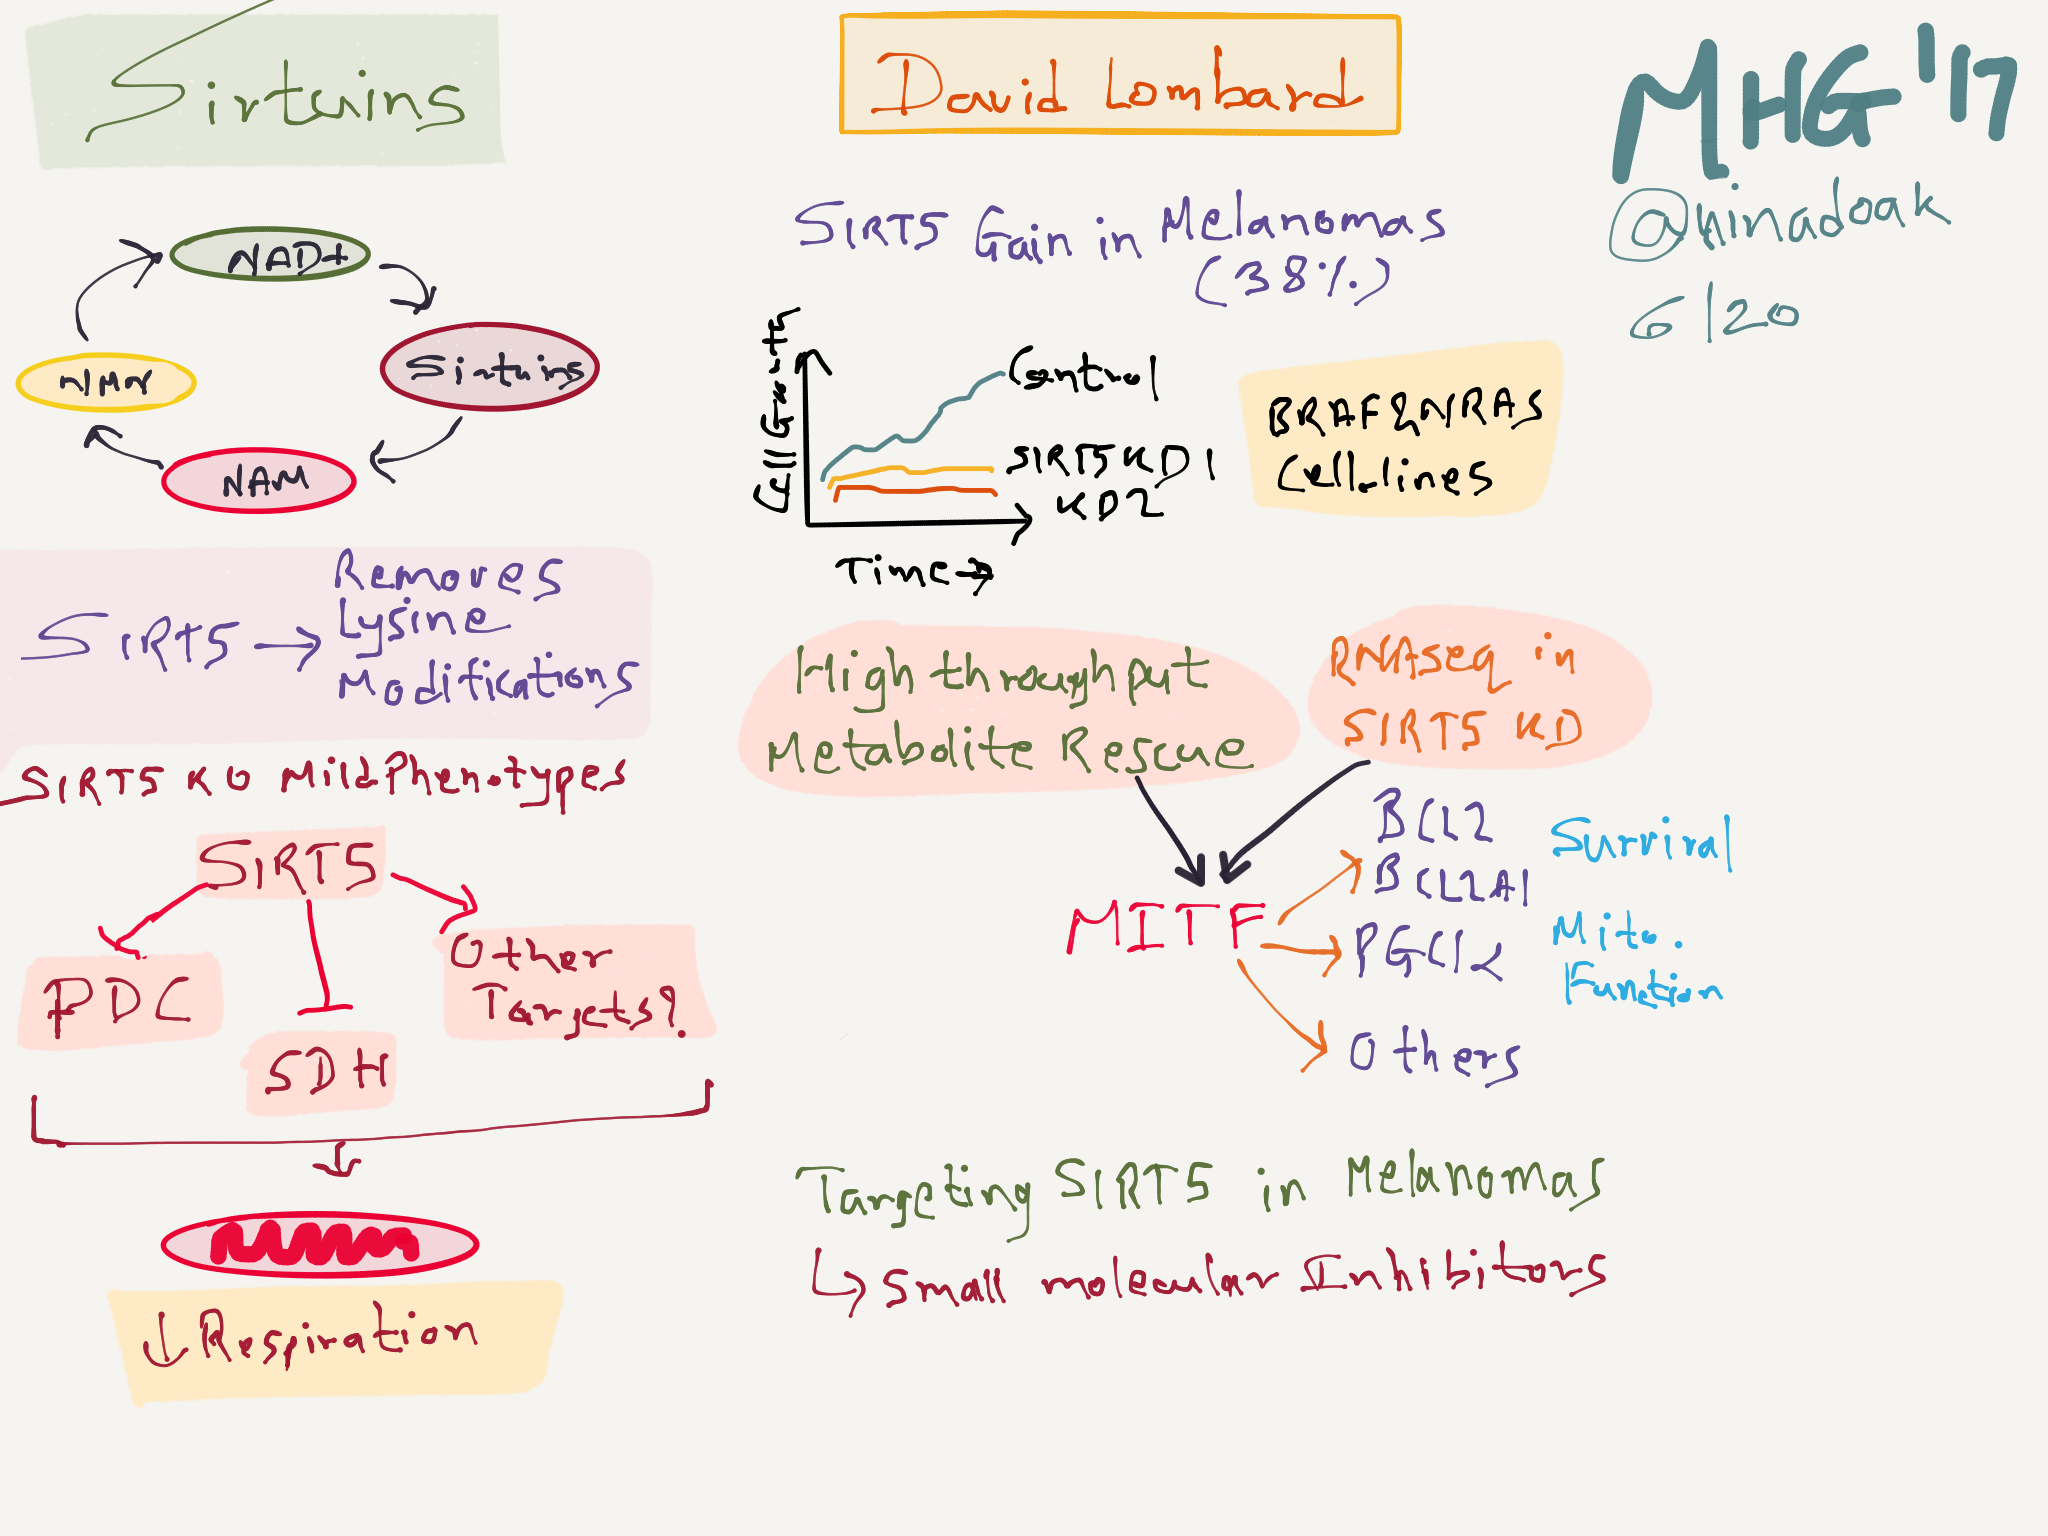 Sirtuins
NAD+
Sirtuins
NMN
NAM
SIRT5 →
Removes
Lysine
Modifications
SIRT5 KO Mild Phenotypes
SIRT5
PDC
SDH
Other
Targets?
↓ Respiration
David Lombard
SIRT5 Gain in Melanomas
(38%)
Cell Growth
Control
SIRT5 KD1
KD2
Time →
BRAF & NRAS
Cell-lines
High throughput
Metabolite Rescue
RNAseq in
SIRT5 KD
MITF
BCL2
BCL2A1
Survival
PGC1α
Mito.
Function
Others
Targeting SIRT5 in Melanomas
↳ Small molecular Inhibitors
MHG '17
@ninadoak
6/20